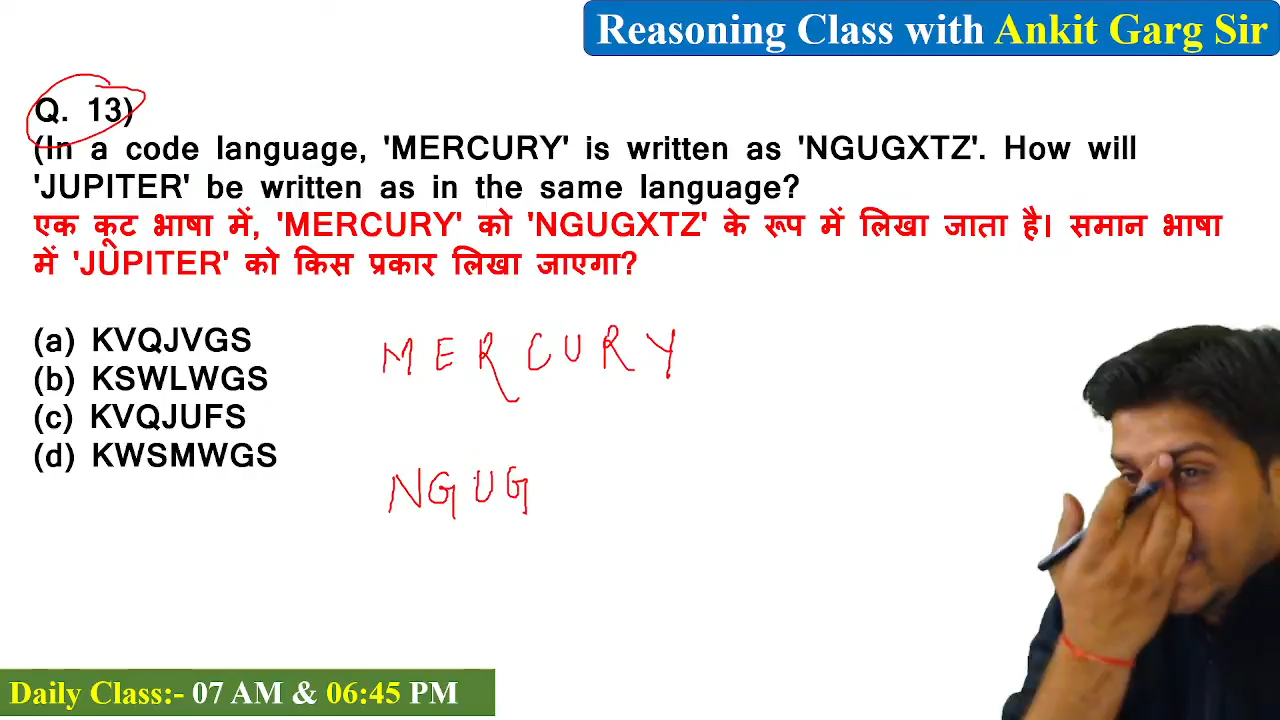 Reasoning Class with Ankit Garg Sir
Q. 13)
(In a code language, 'MERCURY' is written as 'NGUGXTZ'. How will
'JUPITER' be written as in the same language?
एक कूट भाषा में, 'MERCURY' को 'NGUGXTZ' के रूप में लिखा जाता है। समान भाषा
में 'JUPITER' को किस प्रकार लिखा जाएगा?
(a) KVQJVGS
(b) KSWLWGS
(c) KVQJUFS
(d) KWSMWGS
MERCURY
NGUG
Daily Class:- 07 AM & 06:45 PM